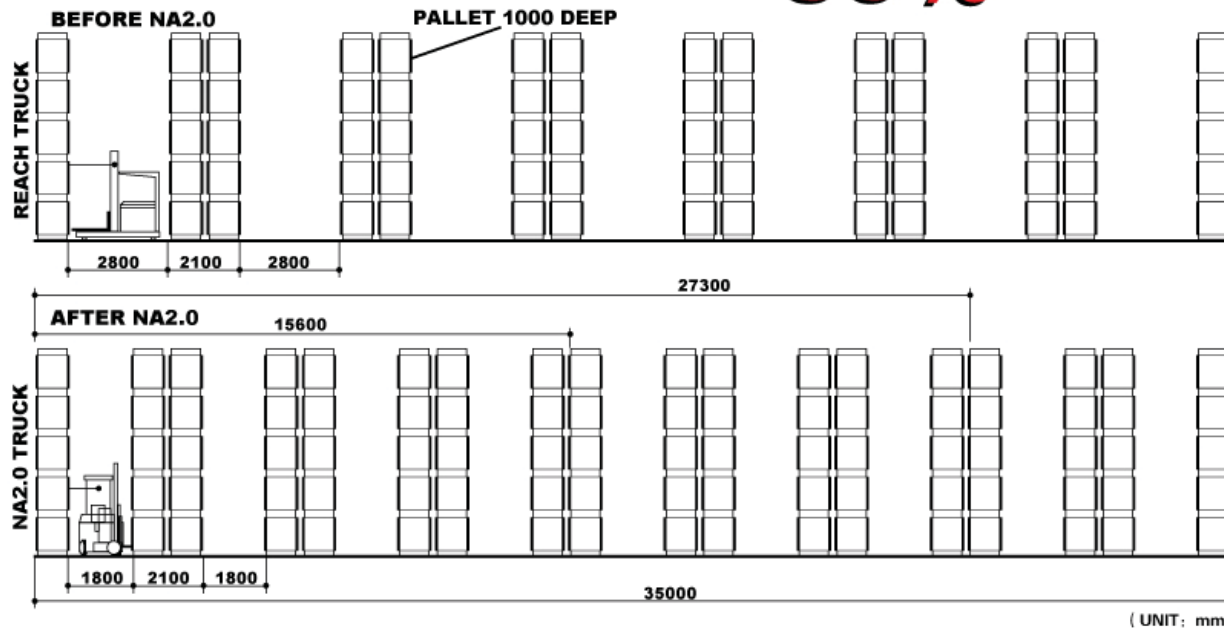 BEFORE NA2.0
PALLET 1000 DEEP
REACH TRUCK
2800
2100
2800
27300
AFTER NA2.0
15600
NA2.0 TRUCK
1800
2100
1800
35000
( UNIT: mm